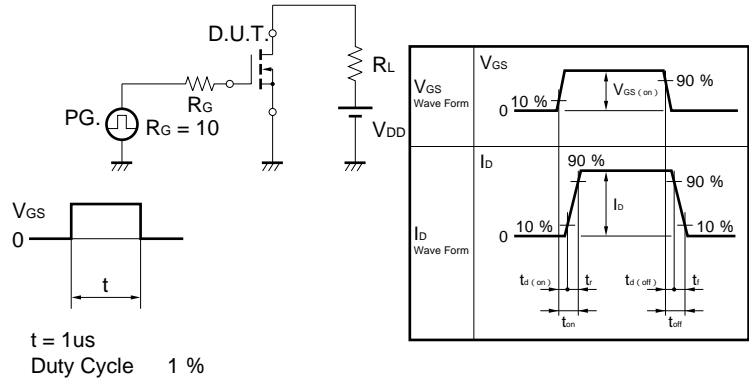 D.U.T.
RL
RG
PG.
RG = 10
VDD
VGS
0
t
t = 1us
Duty Cycle 1 %
VGS
Wave Form
VGS
10 %
0
VGS (on)
90 %
ID
Wave Form
ID
90 %
90 %
10 %
0
ID
10 %
td (on)
tr
td (off)
tf
ton
toff